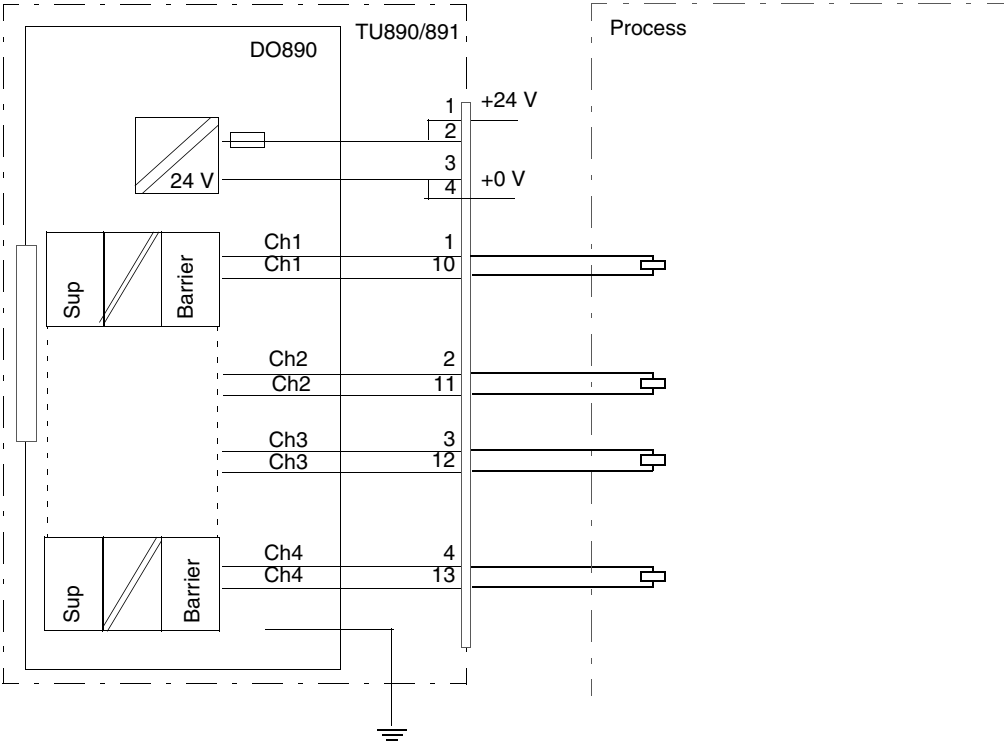 TU890/891
Process
DO890
1
+24 V
2
3
24 V
4
+0 V
Ch1
1
Ch1
10
Sup
Barrier
Ch2
2
Ch2
11
Ch3
3
Ch3
12
Ch4
4
Ch4
13
Sup
Barrier